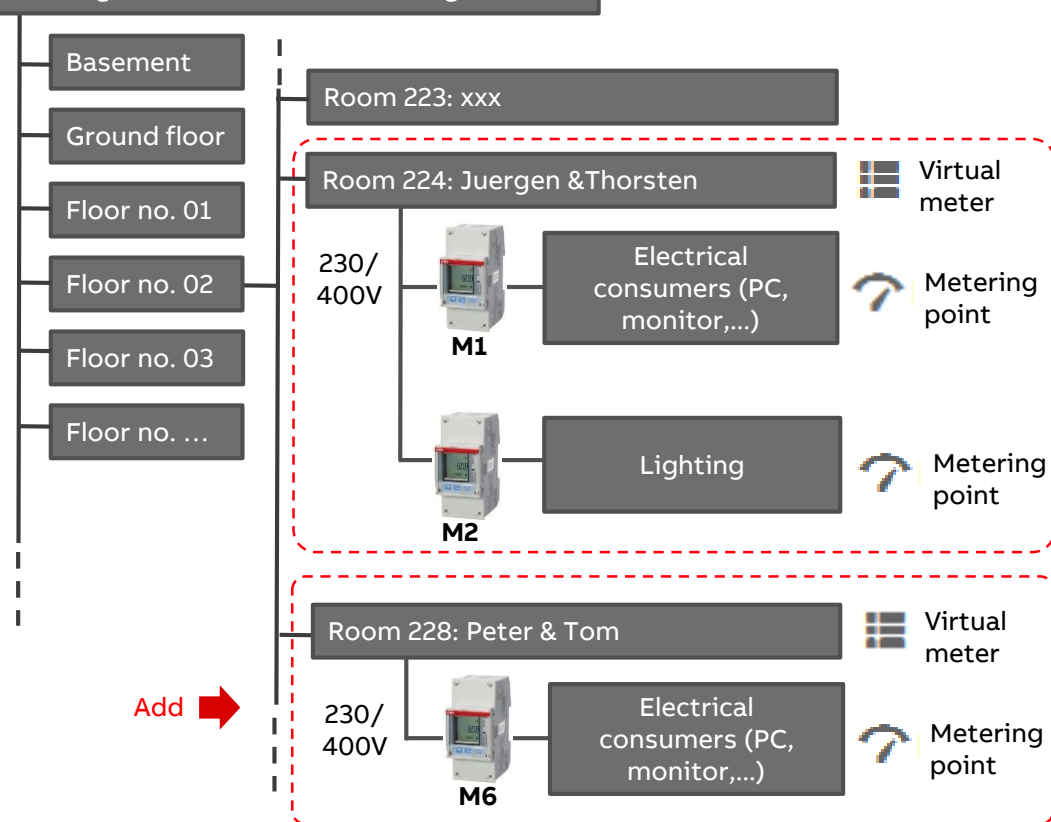 Basement
Ground floor
Floor no. 01
Floor no. 02
Floor no. 03
Floor no. ...
Room 223: xxx
Room 224: Juergen &Thorsten
Virtual
meter
230/
400V
M1
Electrical
consumers (PC,
monitor,...)
Metering
point
M2
Lighting
Metering
point
Add
Room 228: Peter & Tom
Virtual
meter
230/
400V
M6
Electrical
consumers (PC,
monitor,...)
Metering
point